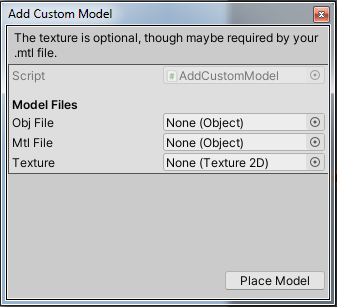 Add Custom Model
The texture is optional, though maybe required by your
.mtl file.
Script AddCustomModel
Model Files
Obj File None (Object)
Mtl File None (Object)
Texture None (Texture 2D)
Place Model